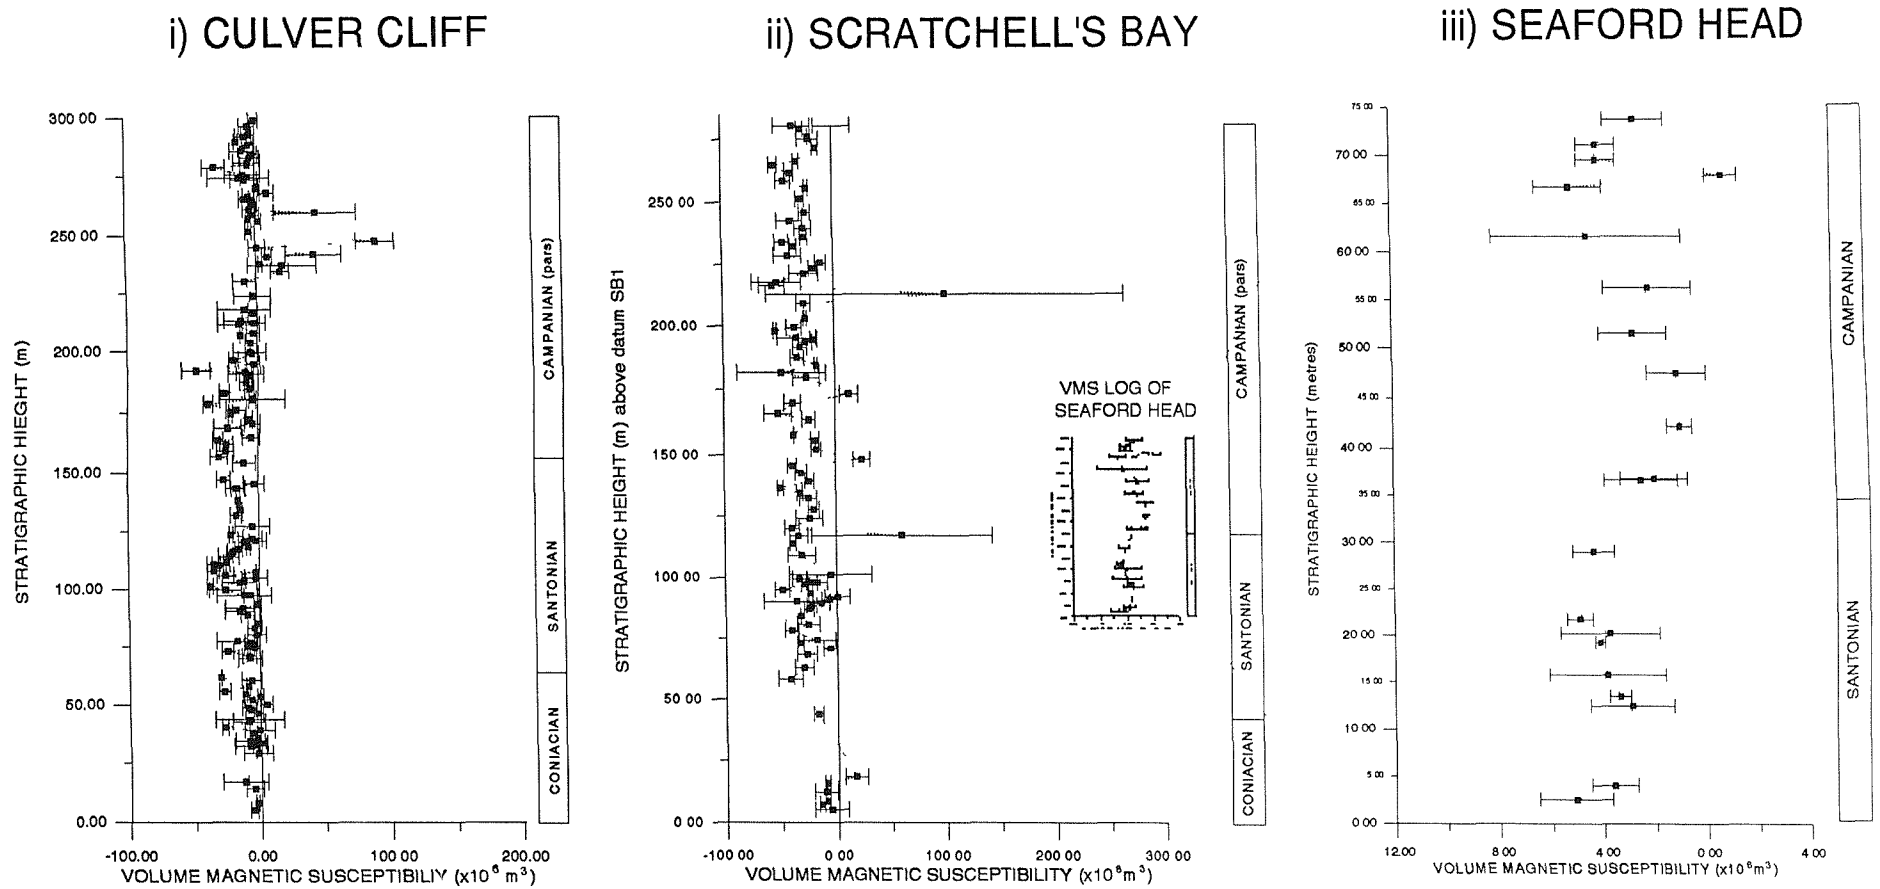 i) CULVER CLIFF
ii) SCRATCHELL'S BAY
iii) SEAFORD HEAD
STRATIGRAPHIC HIEGHT (m)
300 00
250 00
200.00
150.00
100.00
50.00
0.00
-100.00
0.00
100 00
200.00
VOLUME MAGNETIC SUSCEPTIBILIY (x10⁶ m³)
CAMPANIAN (pars)
SANTONIAN
CONIACIAN
STRATIGRAPHIC HEIGHT (m) above datum SB1
250 00
200.00
150 00
100 00
50 00
0 00
-100 00
0 00
100 00
200.00
300 00
VOLUME MAGNETIC SUSCEPTIBILITY (x10⁶m³)
CAMPANIAN (pars)
SANTONIAN
CONIACIAN
VMS LOG OF
SEAFORD HEAD
STRATIGRAPHIC HEIGHT (metres)
75 00
70 00
65 00
60 00
55 00
50 00
45 00
40 00
35 00
30 00
25 00
20 00
15 00
10 00
5 00
0 00
12.00
8 00
4 00
0 00
4 00
VOLUME MAGNETIC SUSCEPTIBILITY (x10⁶m³)
CAMPANIAN
SANTONIAN